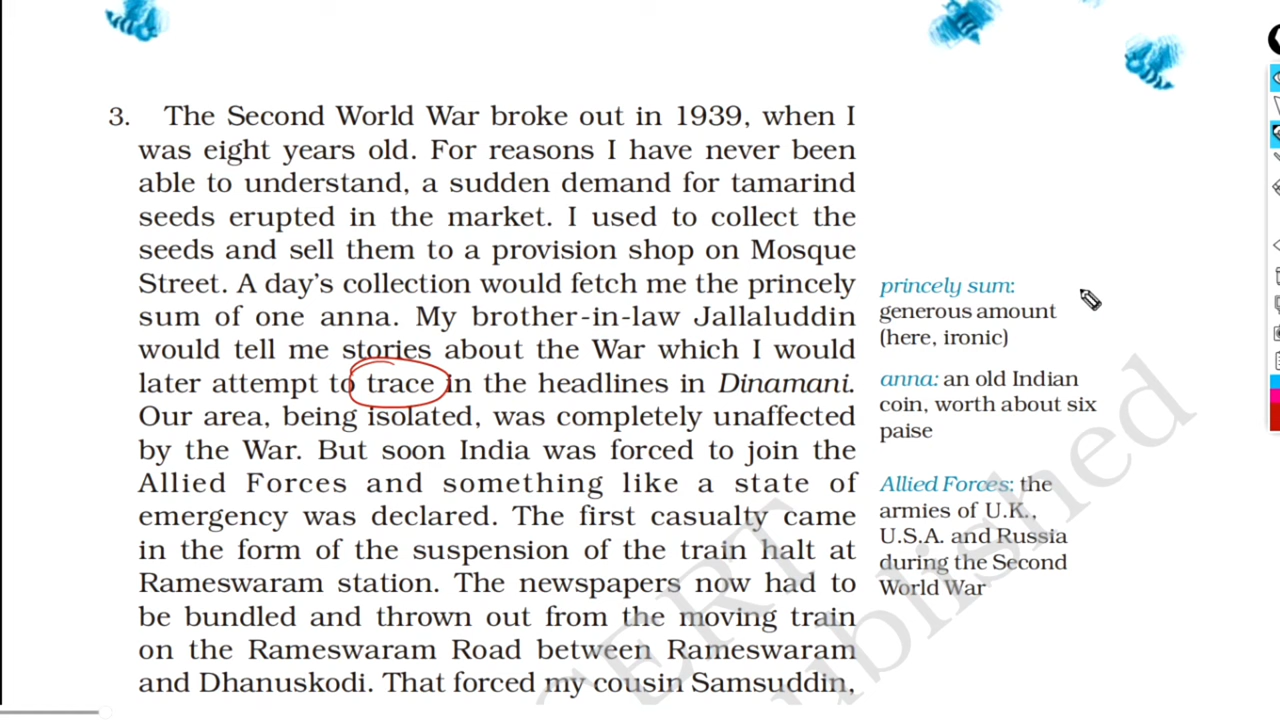 3. The Second World War broke out in 1939, when I
was eight years old. For reasons I have never been
able to understand, a sudden demand for tamarind
seeds erupted in the market. I used to collect the
seeds and sell them to a provision shop on Mosque
Street. A day's collection would fetch me the princely
sum of one anna. My brother-in-law Jallaluddin
would tell me stories about the War which I would
later attempt to trace in the headlines in Dinamani.
Our area, being isolated, was completely unaffected
by the War. But soon India was forced to join the
Allied Forces and something like a state of
emergency was declared. The first casualty came
in the form of the suspension of the train halt at
Rameswaram station. The newspapers now had to
be bundled and thrown out from the moving train
on the Rameswaram Road between Rameswaram
and Dhanuskodi. That forced my cousin Samsuddin,
princely sum:
generous amount
(here, ironic)
anna: an old Indian
coin, worth about six
paise
Allied Forces: the
armies of U.K.,
U.S.A. and Russia
during the Second
World War